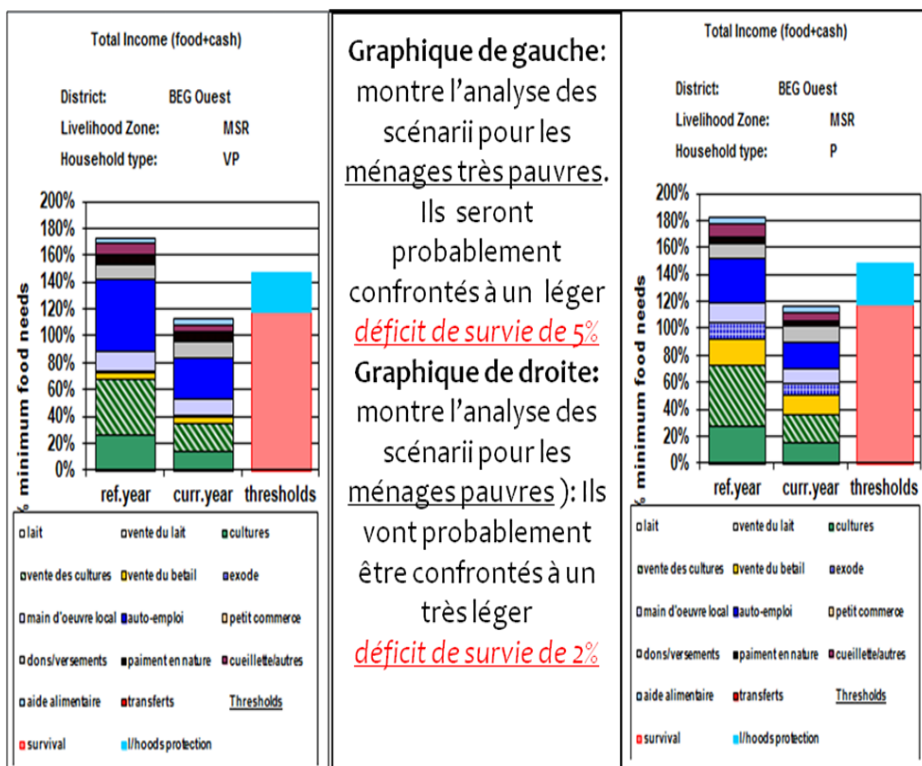 Total Income (food+cash)
District: BEG Ouest
Livelihood Zone: MSR
Household type: VP
% minimum food needs
200%
180%
160%
140%
120%
100%
80%
60%
40%
20%
0%
ref.year curr.year thresholds
lait vente du lait cultures
vente des cultures vente du betail exode
main d'oeuvre local auto-emploi petit commerce
dons/versements paiment en nature cueillette/autres
aide alimentaire transferts Thresholds
survival l/hoods protection
Graphique de gauche:
montre l'analyse des
scénarii pour les
ménages très pauvres.
Ils seront
probablement
confrontés à un léger
déficit de survie de 5%
Graphique de droite:
montre l'analyse des
scénarii pour les
ménages pauvres ): Ils
vont probablement
être confrontés à un
très léger
déficit de survie de 2%
Total Income (food+cash)
District: BEG Ouest
Livelihood Zone: MSR
Household type: P
% minimum food needs
200%
180%
160%
140%
120%
100%
80%
60%
40%
20%
0%
ref.year curr.year thresholds
lait vente du lait cultures
vente des cultures vente du betail exode
main d'oeuvre local auto-emploi petit commerce
dons/versements paiment en nature cueillette/autres
aide alimentaire transferts Thresholds
survival l/hoods protection